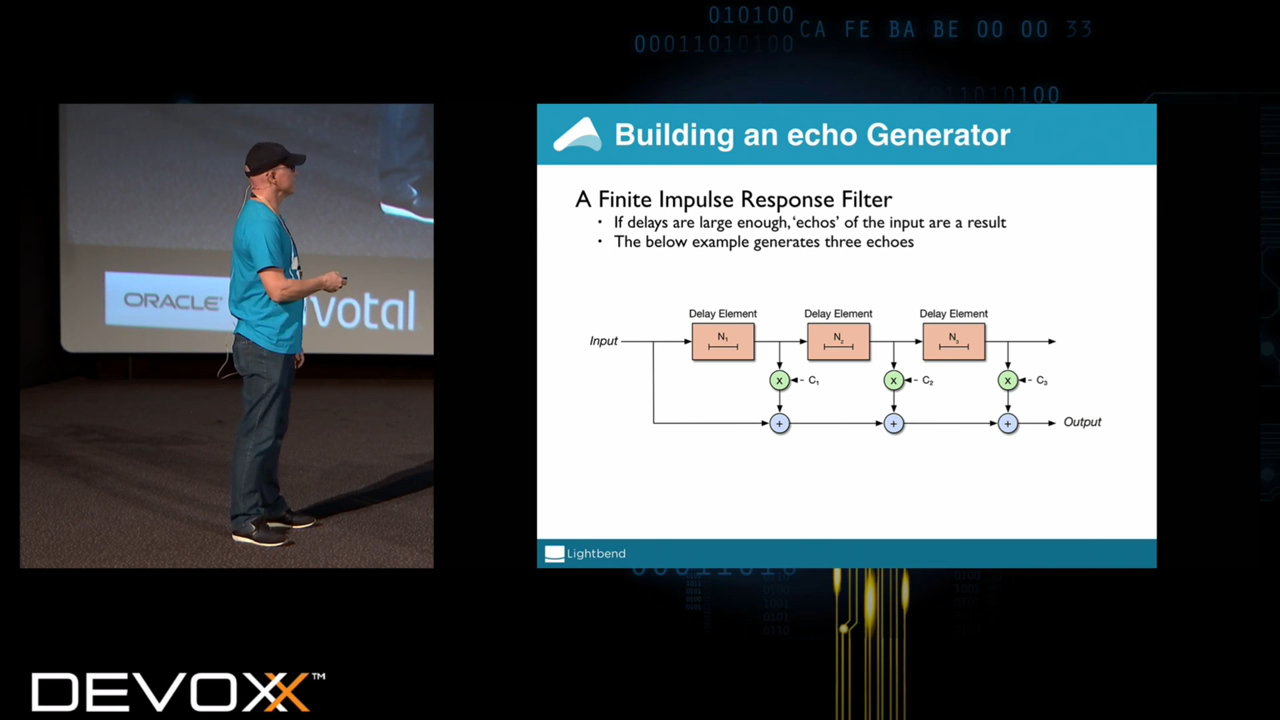 010100
00011010100
CA FE BA BE 00 00 33
1010100
ORACLE
votal
Building an echo Generator
A Finite Impulse Response Filter
• If delays are large enough, 'echos' of the input are a result
• The below example generates three echoes
Delay Element Delay Element Delay Element
Input N₁ N₂ N₃
x C₁ x C₂ x C₃
+ + + Output
Lightbend
DEVOXX™